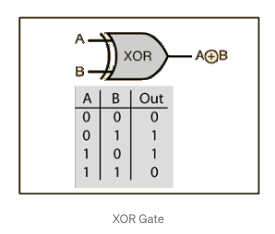 A
XOR
A⊕B
B
A B Out
0 0 0
0 1 1
1 0 1
1 1 0
XOR Gate